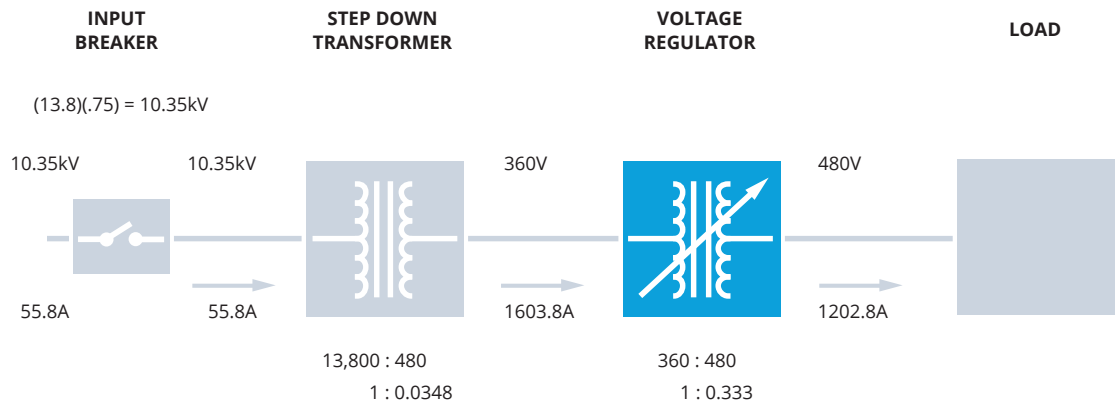 INPUT
BREAKER
STEP DOWN
TRANSFORMER
VOLTAGE
REGULATOR
LOAD
(13.8)(.75) = 10.35kV
10.35kV
10.35kV
360V
480V
55.8A
55.8A
1603.8A
1202.8A
13,800 : 480
360 : 480
1 : 0.0348
1 : 0.333